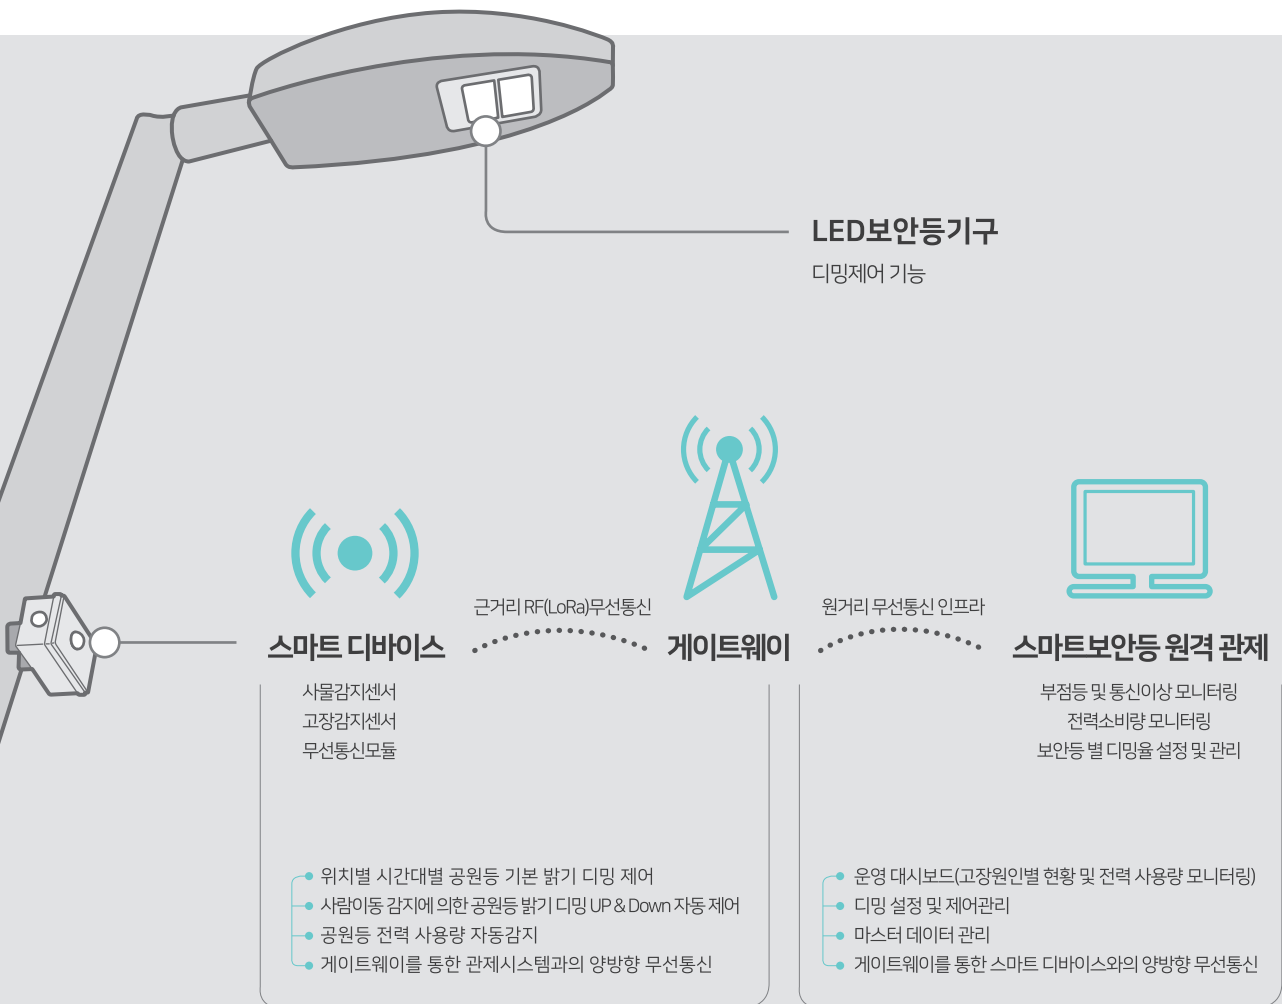 LED보안등기구
디밍제어 기능
근거리 RF(LoRa)무선통신
원거리 무선통신 인프라
스마트 디바이스
게이트웨이
스마트보안등 원격 관제
사물감지센서
고장감지센서
무선통신모듈
부점등 및 통신이상 모니터링
전력소비량 모니터링
보안등 별 디밍율 설정 및 관리
위치별 시간대별 공원등 기본 밝기 디밍 제어
사람이동 감지에 의한 공원등 밝기 디밍 UP & Down 자동 제어
공원등 전력 사용량 자동감지
게이트웨이를 통한 관제시스템과의 양방향 무선통신
운영 대시보드(고장원인별 현황 및 전력 사용량 모니터링)
디밍 설정 및 제어관리
마스터 데이터 관리
게이트웨이를 통한 스마트 디바이스와의 양방향 무선통신